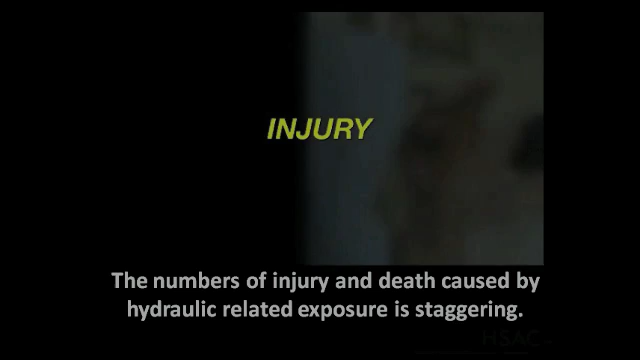 INJURY
The numbers of injury and death caused by
hydraulic related exposure is staggering.
HSAC